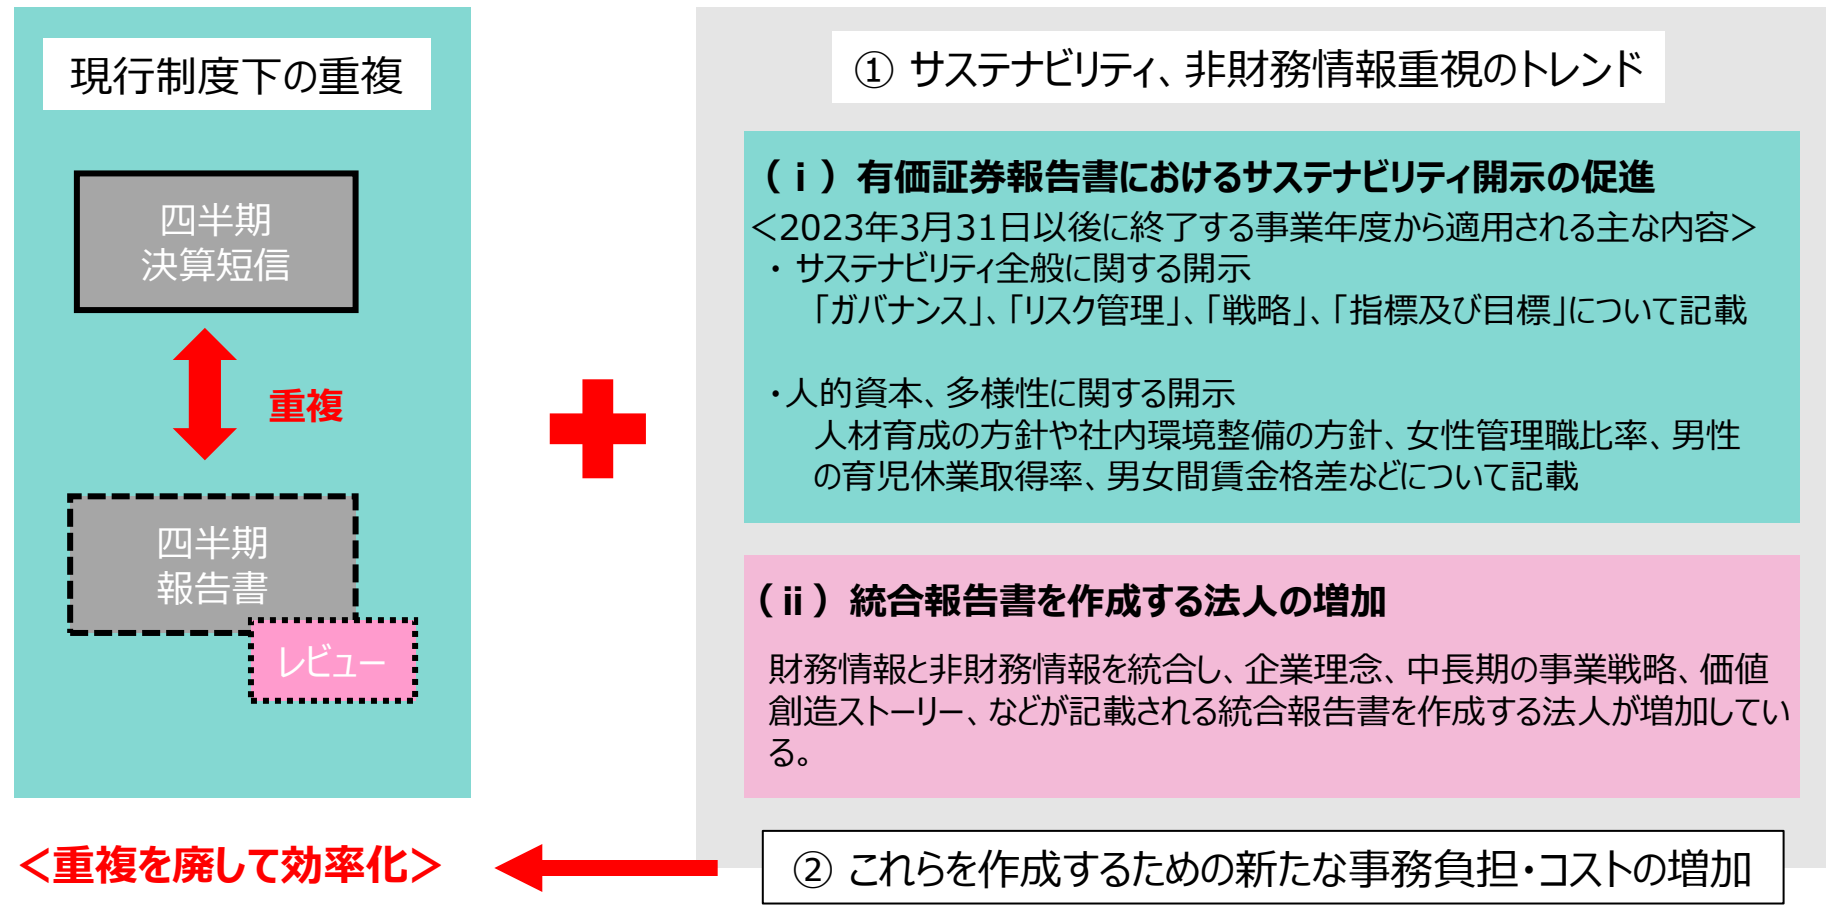 現行制度下の重複
四半期
決算短信
重複
四半期
報告書
レビュー
＜重複を廃して効率化＞
① サステナビリティ、非財務情報重視のトレンド
（ⅰ）有価証券報告書におけるサステナビリティ開示の促進
＜2023年3月31日以後に終了する事業年度から適用される主な内容＞
・ サステナビリティ全般に関する開示
「ガバナンス」、「リスク管理」、「戦略」、「指標及び目標」について記載
・人的資本、多様性に関する開示
人材育成の方針や社内環境整備の方針、女性管理職比率、男性
の育児休業取得率、男女間賃金格差などについて記載
（ⅱ）統合報告書を作成する法人の増加
財務情報と非財務情報を統合し、企業理念、中長期の事業戦略、価値
創造ストーリー、などが記載される統合報告書を作成する法人が増加してい
る。
② これらを作成するための新たな事務負担・コストの増加